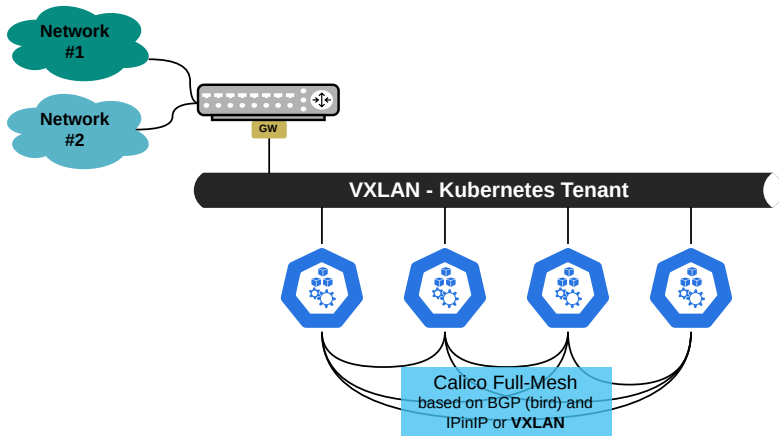 Network
#1
Network
#2
GW
VXLAN - Kubernetes Tenant
Calico Full-Mesh
based on BGP (bird) and
IPinIP or VXLAN